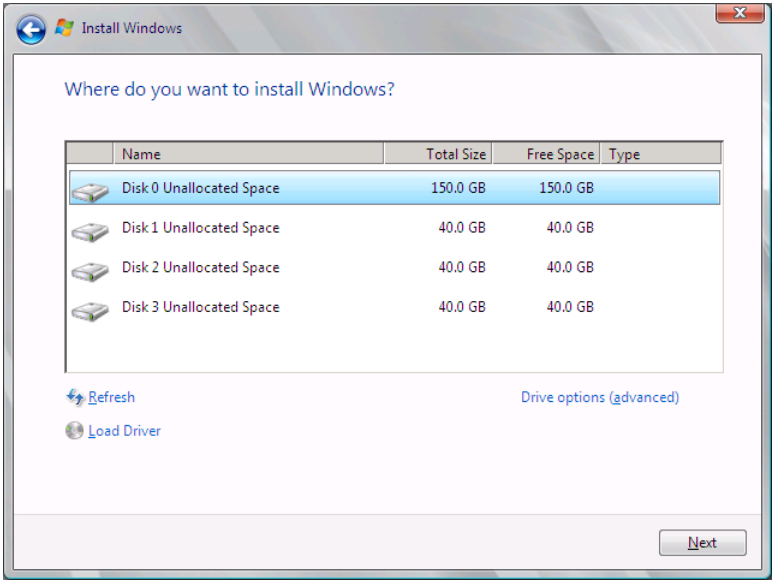 Install Windows
Where do you want to install Windows?
Name Total Size Free Space Type
Disk 0 Unallocated Space 150.0 GB 150.0 GB
Disk 1 Unallocated Space 40.0 GB 40.0 GB
Disk 2 Unallocated Space 40.0 GB 40.0 GB
Disk 3 Unallocated Space 40.0 GB 40.0 GB
Refresh Drive options (advanced)
Load Driver
Next